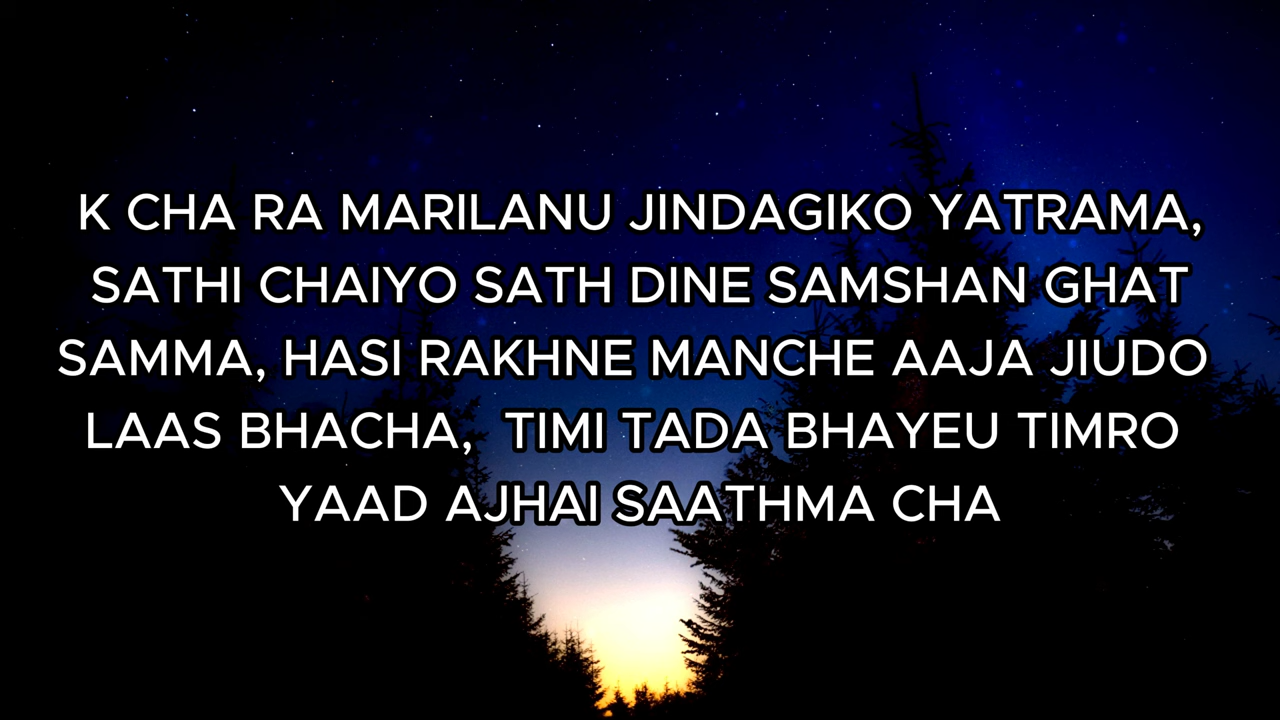 K CHA RA MARILANU JINDAGIKO YATRAMA,
SATHI CHAIYO SATH DINE SAMSHAN GHAT
SAMMA, HASI RAKHNE MANCHE AAJA JIUDO
LAAS BHACHA, TIMI TADA BHAYEU TIMRO
YAAD AJHAI SAATHMA CHA